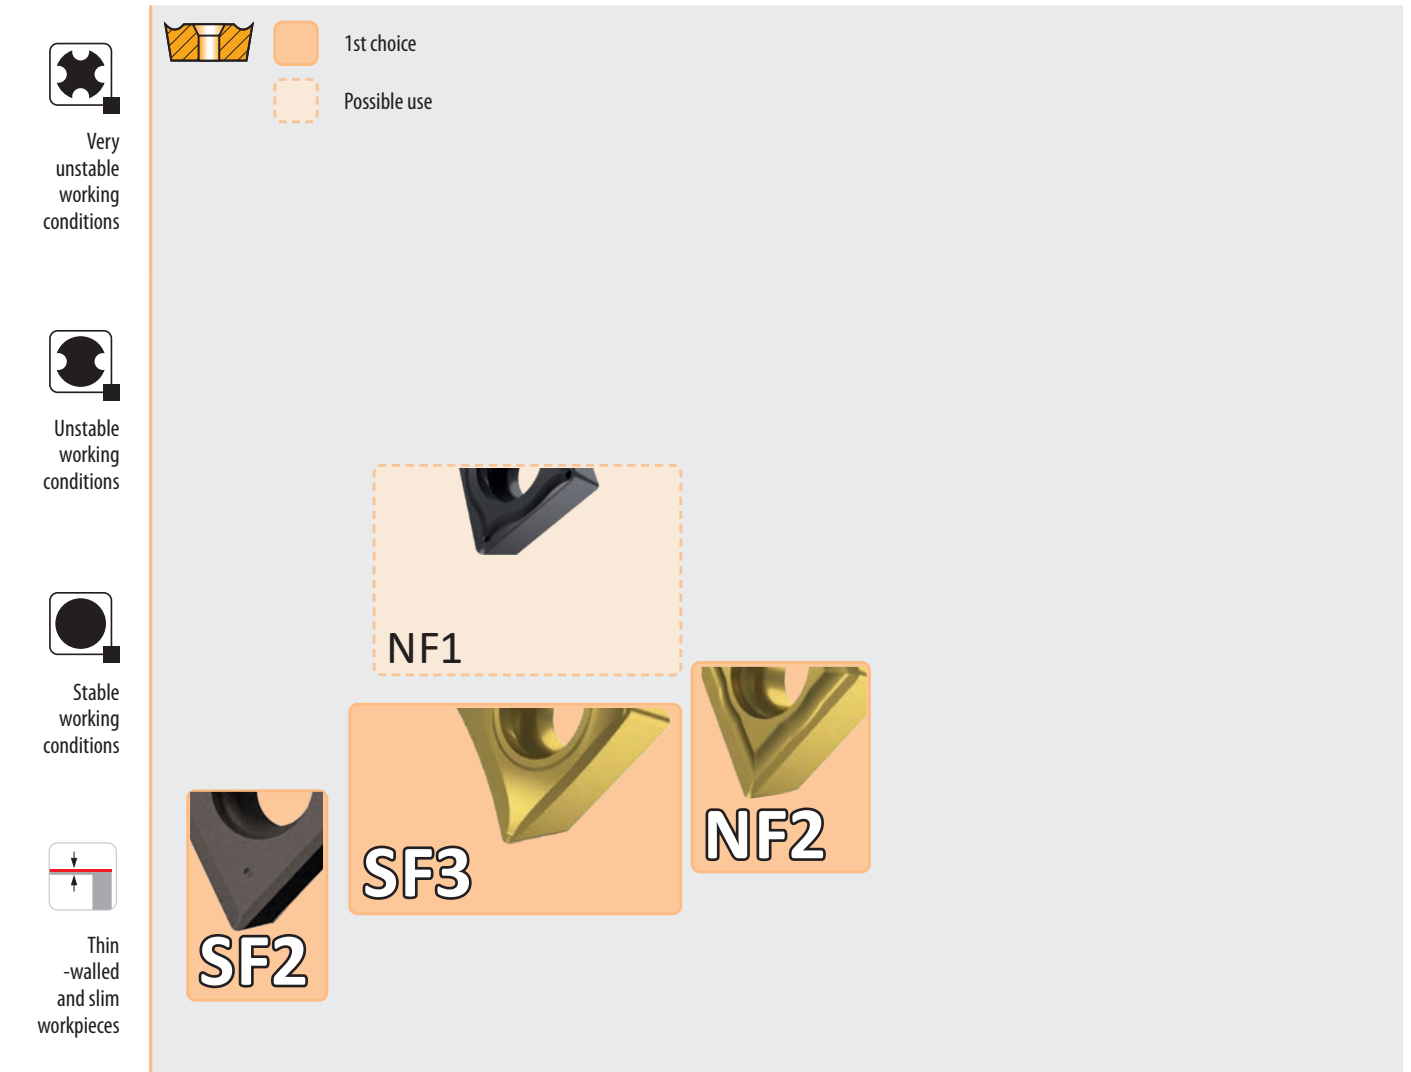 1st choice
Possible use
Very
unstable
working
conditions
Unstable
working
conditions
Stable
working
conditions
Thin
-walled
and slim
workpieces
NF1
NF2
SF3
SF2